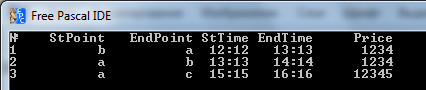 Free Pascal IDE
№ StPoint EndPoint StTime EndTime Price
1 b a 12:12 13:13 1234
2 a b 13:13 14:14 1234
3 a c 15:15 16:16 12345